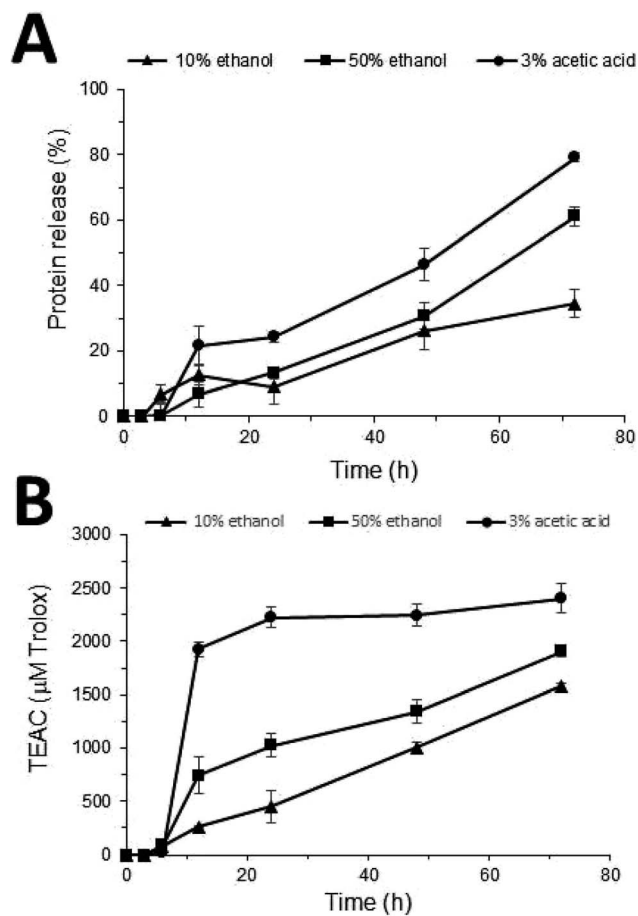 A
10% ethanol 50% ethanol 3% acetic acid
100
80
60
40
20
0
Protein release (%)
0 20 40 60 80
Time (h)
B
10% ethanol 50% ethanol 3% acetic acid
3000
2500
2000
1500
1000
500
0
TEAC (µM Trolox)
0 20 40 60 80
Time (h)